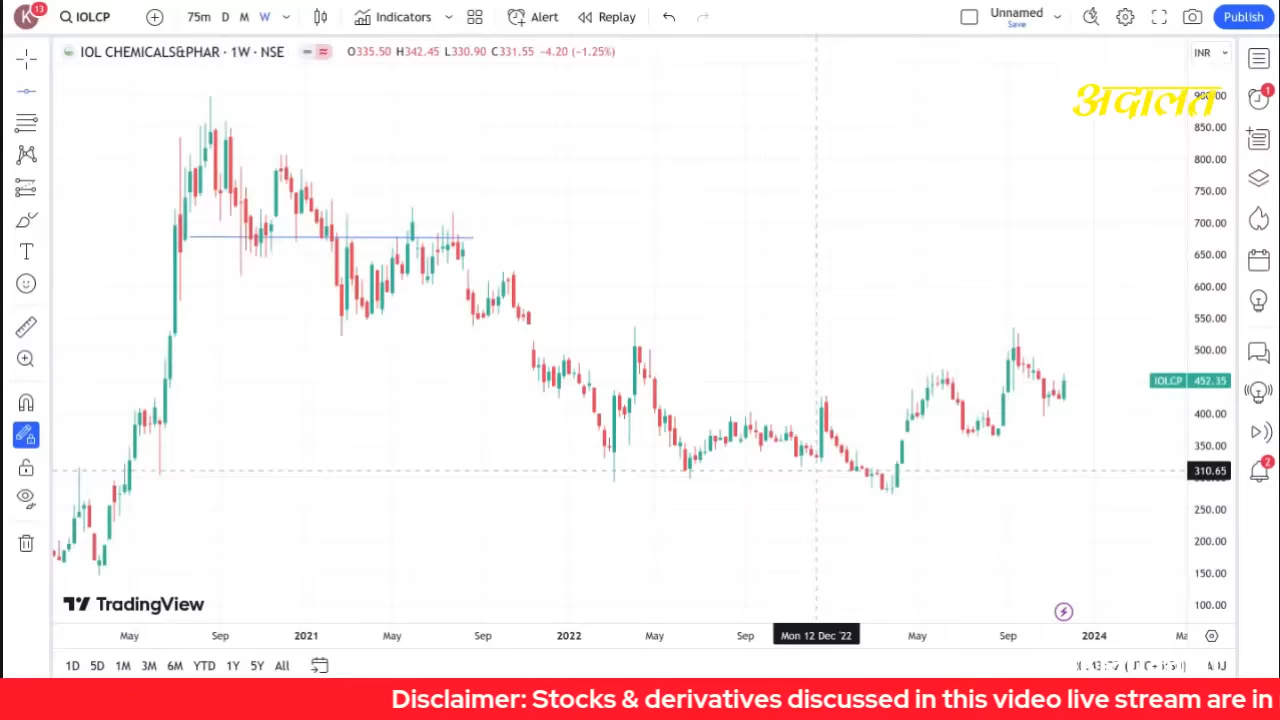 K 13 IOLCP 75m D M W Indicators Alert Replay Unnamed Save Publish
IOL CHEMICALS&PHAR · 1W · NSE O335.50 H342.45 L330.90 C331.55 −4.20 (−1.25%) INR
अदालत
900.00
1
850.00
800.00
750.00
700.00
650.00
600.00
550.00
500.00
IOLCP 452.35
400.00
350.00
310.65
2
250.00
200.00
150.00
100.00
TradingView
May Sep 2021 May Sep 2022 May Sep Mon 12 Dec '22 May Sep 2024
1D 5D 1M 3M 6M YTD 1Y 5Y All ADJ
Disclaimer: Stocks & derivatives discussed in this video live stream are in